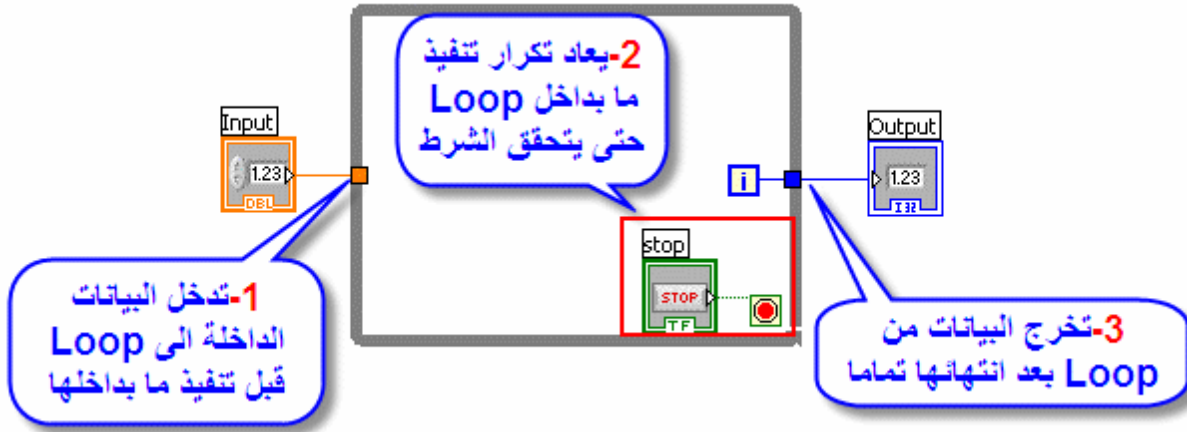 2-يعاد تكرار تنفيذ
ما بداخل Loop
حتى يتحقق الشرط
Input
1.23
DBL
Output
1.23
I32
i
stop
STOP
TF
1-تدخل البيانات
الداخلة الى Loop
قبل تنفيذ ما بداخلها
3-تخرج البيانات من
Loop بعد انتهائها تماما